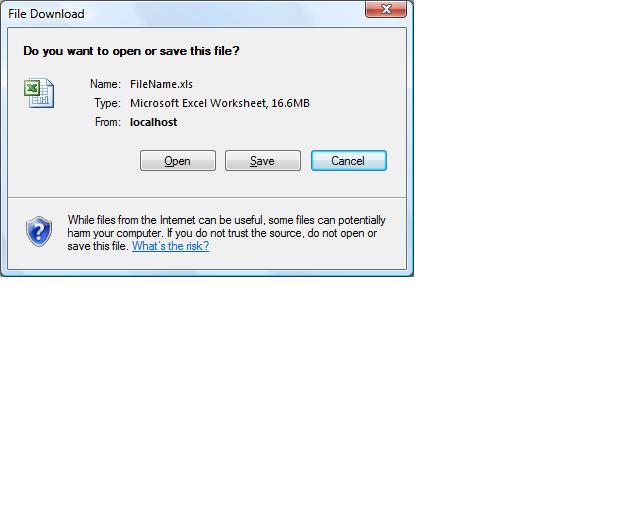 File Download
Do you want to open or save this file?
Name: FileName.xls
Type: Microsoft Excel Worksheet, 16.6MB
From: localhost
Open Save Cancel
While files from the Internet can be useful, some files can potentially
harm your computer. If you do not trust the source, do not open or
save this file. What's the risk?